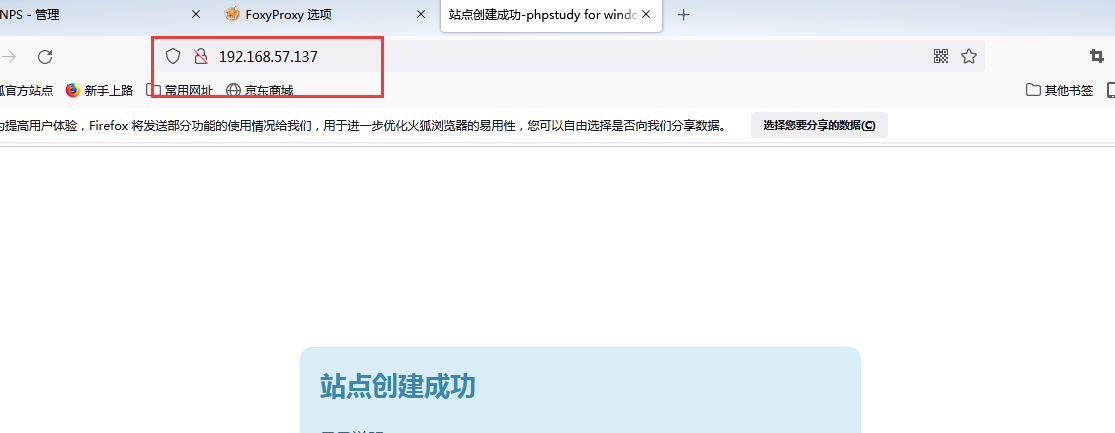 NPS - 管理
FoxyProxy 选项
站点创建成功-phpstudy for windo
192.168.57.137
狐官方站点
新手上路
常用网址
京东商城
其他书签
为提高用户体验，Firefox 将发送部分功能的使用情况给我们，用于进一步优化火狐浏览器的易用性，您可以自由选择是否向我们分享数据。
选择您要分享的数据(C)
站点创建成功